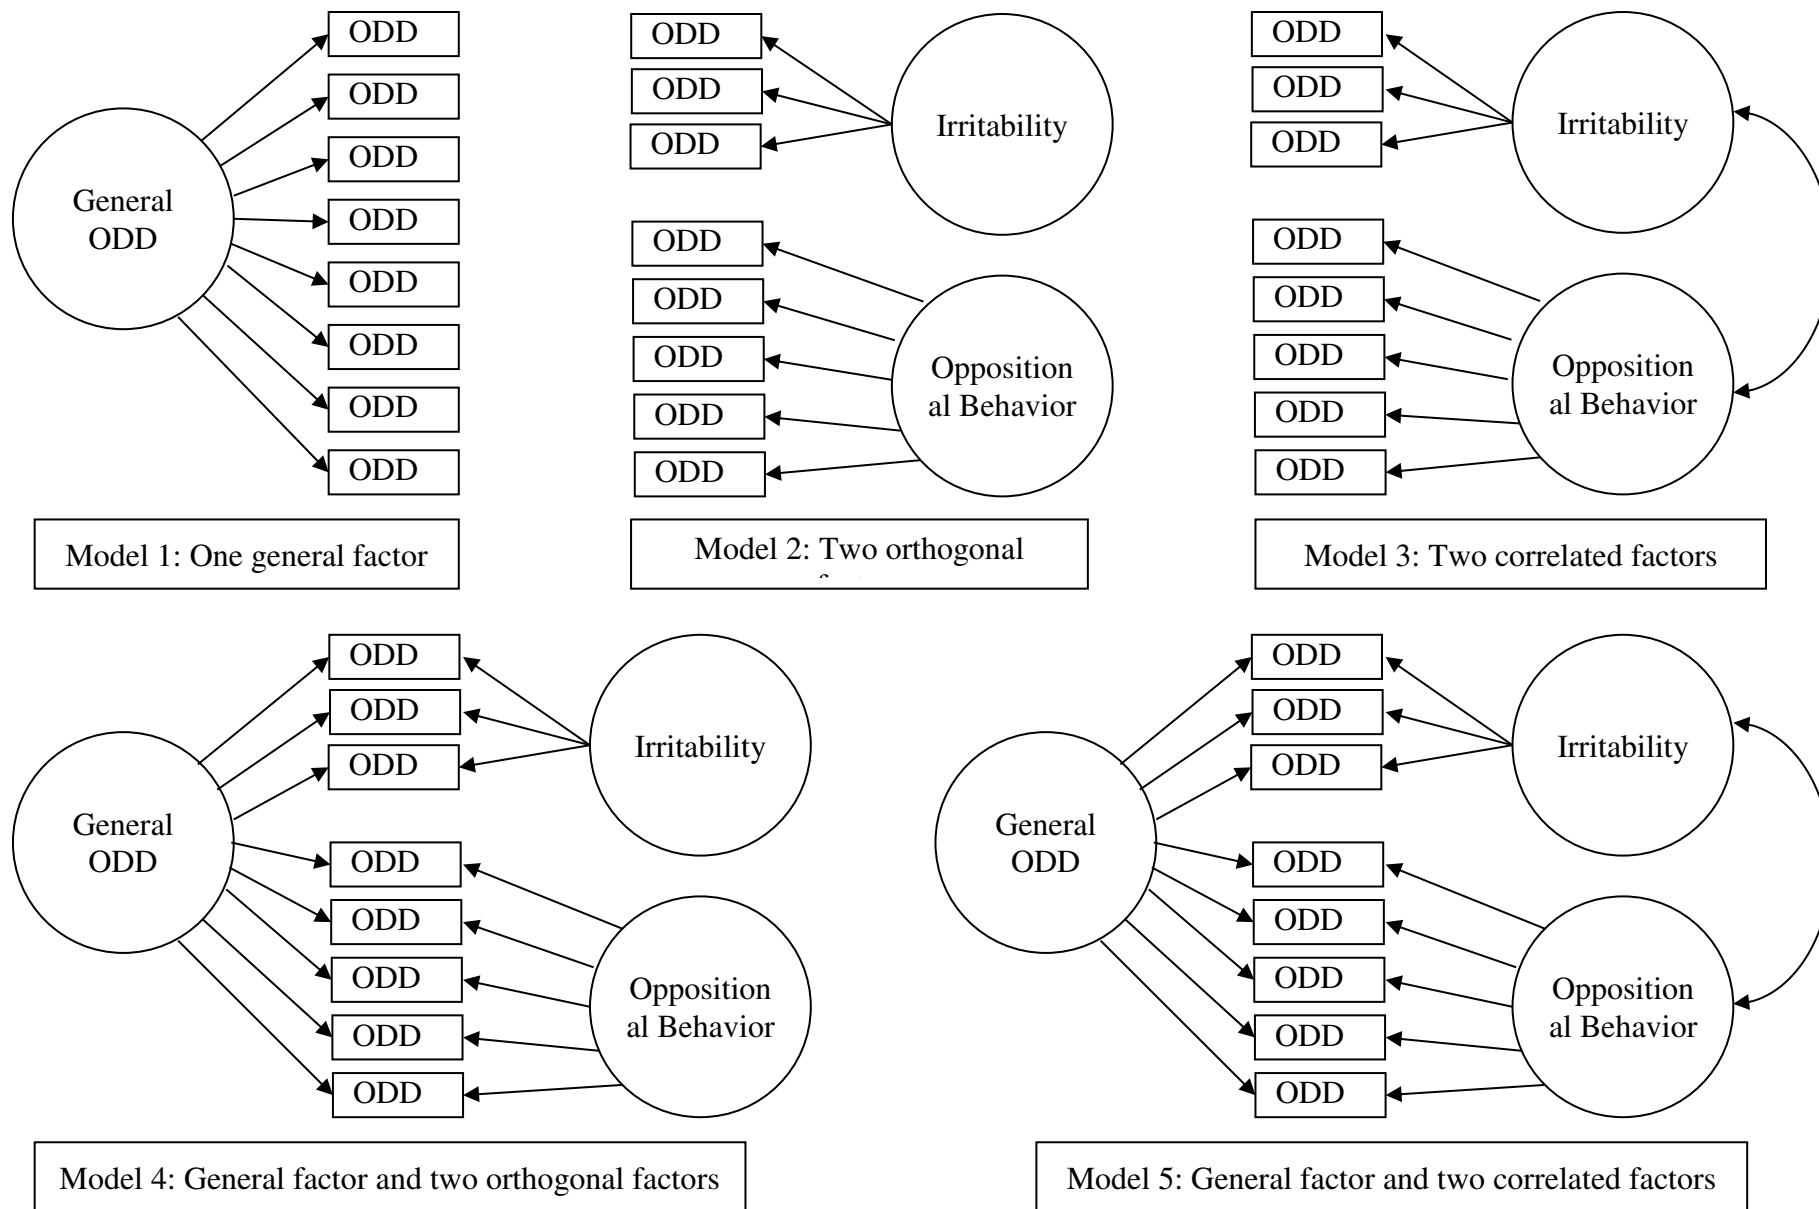 ODD
ODD
ODD
ODD
ODD
ODD
ODD
ODD
General
ODD
Model 1: One general factor
ODD
ODD
ODD
Irritability
ODD
ODD
ODD
ODD
ODD
Opposition
al Behavior
Model 2: Two orthogonal
ODD
ODD
ODD
Irritability
ODD
ODD
ODD
ODD
ODD
Opposition
al Behavior
Model 3: Two correlated factors
ODD
ODD
ODD
Irritability
General
ODD
ODD
ODD
ODD
ODD
ODD
Opposition
al Behavior
Model 4: General factor and two orthogonal factors
ODD
ODD
ODD
Irritability
General
ODD
ODD
ODD
ODD
ODD
ODD
Opposition
al Behavior
Model 5: General factor and two correlated factors